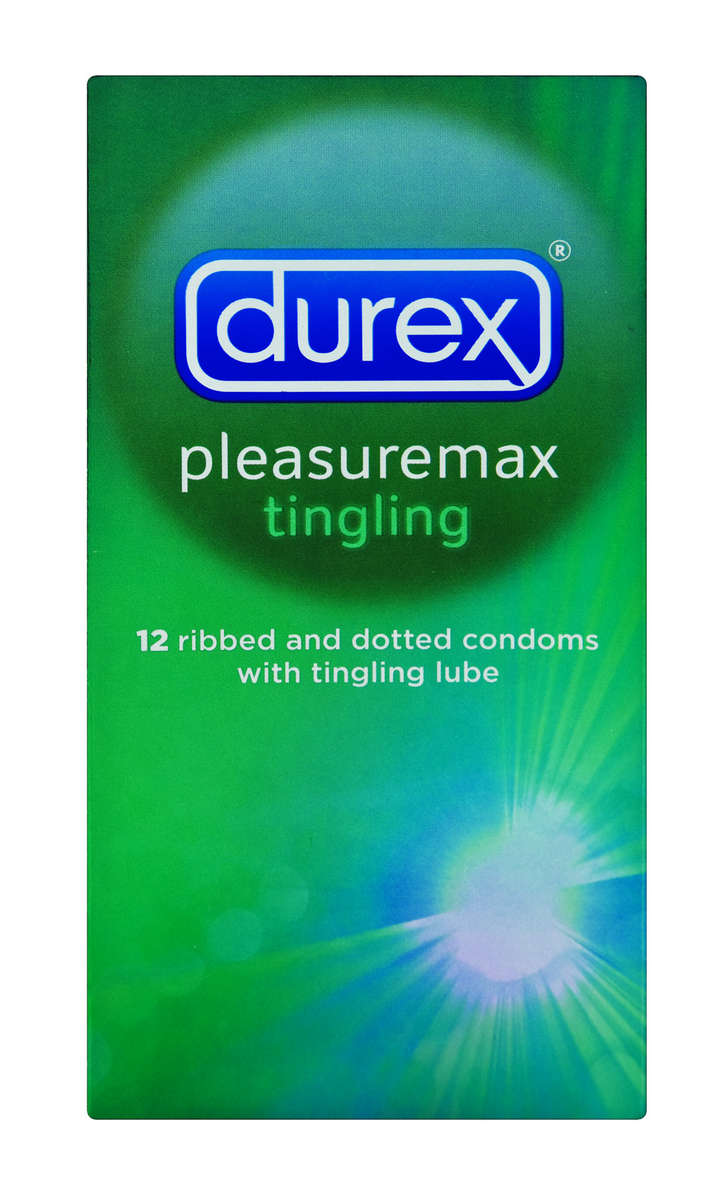 durex®
pleasuremax
tingling
12 ribbed and dotted condoms
with tingling lube